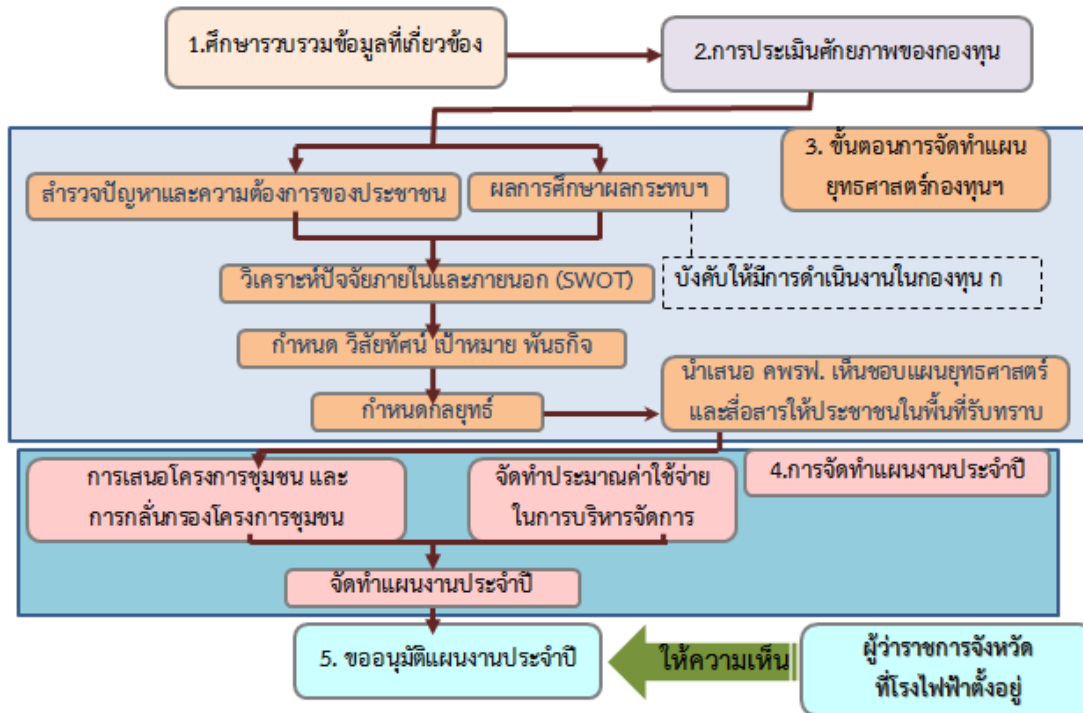 1.ศึกษารวบรวมข้อมูลที่เกี่ยวข้อง
2.การประเมินศักยภาพของกองทุน
3. ขั้นตอนการจัดทำแผน
ยุทธศาสตร์กองทุนฯ
สำรวจปัญหาและความต้องการของประชาชน
ผลการศึกษาผลกระทบฯ
วิเคราะห์ปัจจัยภายในและภายนอก (SWOT)
บังคับให้มีการดำเนินงานในกองทุน ก
กำหนด วิสัยทัศน์ เป้าหมาย พันธกิจ
กำหนดกลยุทธ์
นำเสนอ คพรฟ. เห็นชอบแผนยุทธศาสตร์
และสื่อสารให้ประชาชนในพื้นที่รับทราบ
4.การจัดทำแผนงานประจำปี
การเสนอโครงการชุมชน และ
การกลั่นกรองโครงการชุมชน
จัดทำประมาณค่าใช้จ่าย
ในการบริหารจัดการ
จัดทำแผนงานประจำปี
5. ขออนุมัติแผนงานประจำปี
ให้ความเห็น
ผู้ว่าราชการจังหวัด
ที่โรงไฟฟ้าตั้งอยู่